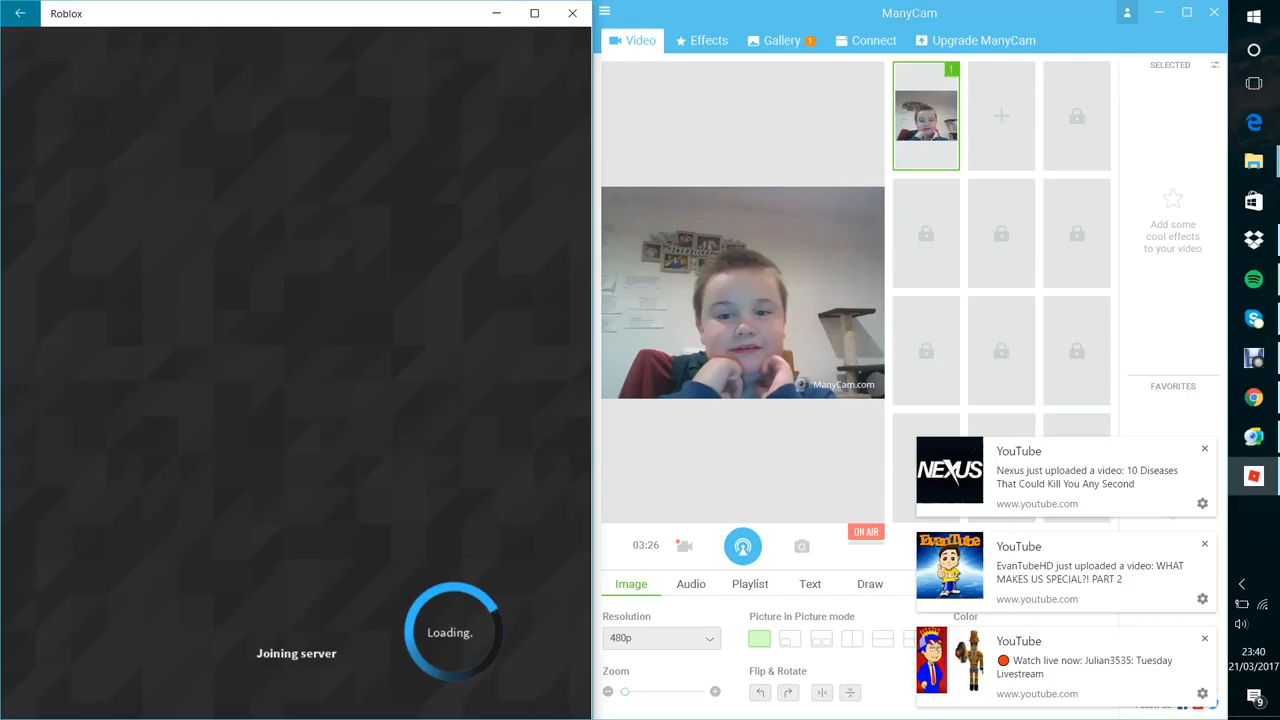 Roblox
Loading.
Joining server
ManyCam
Video
Effects
Gallery
1
Connect
Upgrade ManyCam
1
SELECTED
Add some
cool effects
to your video
FAVORITES
ManyCam.com
03:26
ON AIR
Image
Audio
Playlist
Text
Draw
Resolution
480p
Zoom
Picture in Picture mode
Flip & Rotate
Color
NEXUS
YouTube
Nexus just uploaded a video: 10 Diseases
That Could Kill You Any Second
www.youtube.com
EVANTUBE
YouTube
EvanTubeHD just uploaded a video: WHAT
MAKES US SPECIAL?! PART 2
www.youtube.com
YouTube
🔴 Watch live now: Julian3535: Tuesday
Livestream
www.youtube.com
23:40
21/03/2017
9